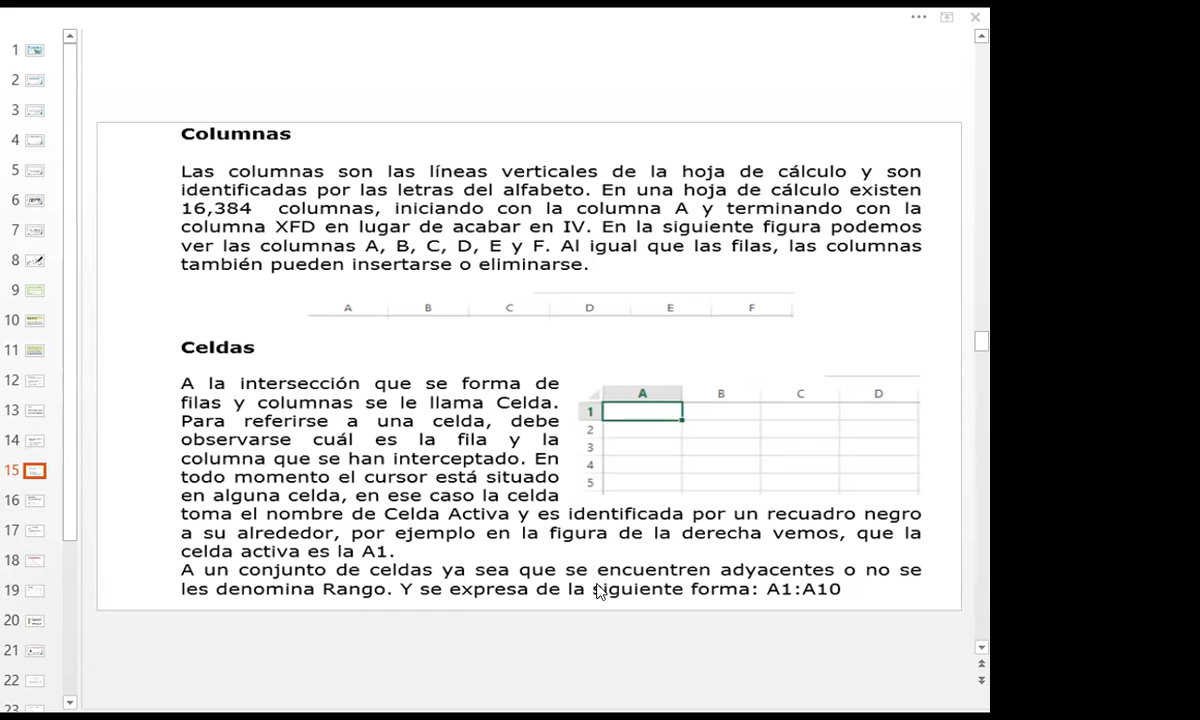 1
2
3
4
5
6
7
8
9
10
11
12
13
14
15
16
17
18
19
20
21
22
23
Columnas
Las columnas son las líneas verticales de la hoja de cálculo y son
identificadas por las letras del alfabeto. En una hoja de cálculo existen
16,384 columnas, iniciando con la columna A y terminando con la
columna XFD en lugar de acabar en IV. En la siguiente figura podemos
ver las columnas A, B, C, D, E y F. Al igual que las filas, las columnas
también pueden insertarse o eliminarse.
A B C D E F
Celdas
A la intersección que se forma de
filas y columnas se le llama Celda.
Para referirse a una celda, debe
observarse cuál es la fila y la
columna que se han interceptado. En
todo momento el cursor está situado
en alguna celda, en ese caso la celda
A B C D
1
2
3
4
5
toma el nombre de Celda Activa y es identificada por un recuadro negro
a su alrededor, por ejemplo en la figura de la derecha vemos, que la
celda activa es la A1.
A un conjunto de celdas ya sea que se encuentren adyacentes o no se
les denomina Rango. Y se expresa de la siguiente forma: A1:A10